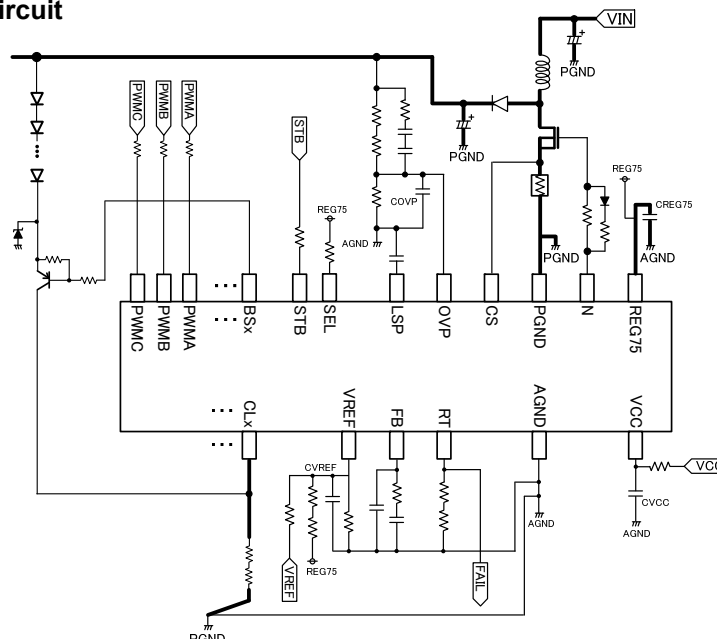 ircuit
VIN
PGND
PWMC
PWMB
PWMA
STB
REG75
PGND
REG75
CREG75
COVP
AGND
PGND
AGND
PWMC
PWMB
PWMA
BSx
STB
SEL
LSP
OVP
CS
PGND
N
REG75
CLx
VREF
FB
RT
AGND
VCC
CVREF
VCC
CVCC
AGND
AGND
REG75
VREF
FAIL
PGND